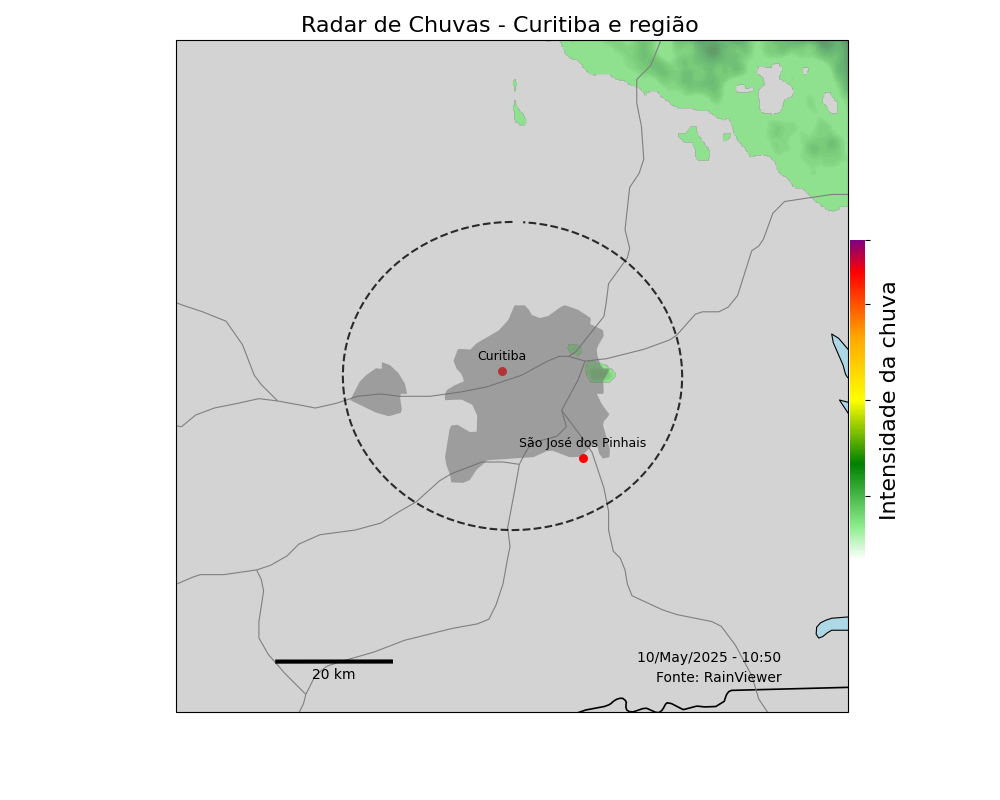 Radar de Chuvas - Curitiba e região
Curitiba
São José dos Pinhais
Intensidade da chuva
20 km
10/May/2025 - 10:50
Fonte: RainViewer